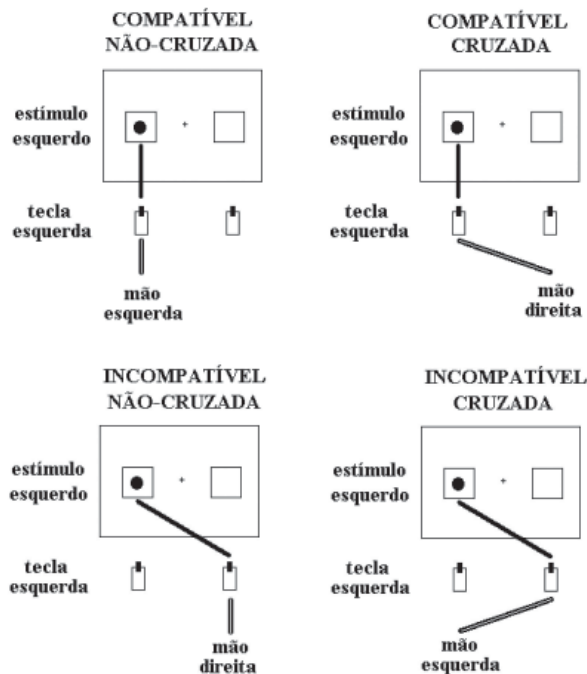 COMPATÍVEL
NÃO-CRUZADA
estímulo
esquerdo
+
tecla
esquerda
mão
esquerda
COMPATÍVEL
CRUZADA
estímulo
esquerdo
+
tecla
esquerda
mão
direita
INCOMPATÍVEL
NÃO-CRUZADA
estímulo
esquerdo
+
tecla
esquerda
mão
direita
INCOMPATÍVEL
CRUZADA
estímulo
esquerdo
+
tecla
esquerda
mão
esquerda